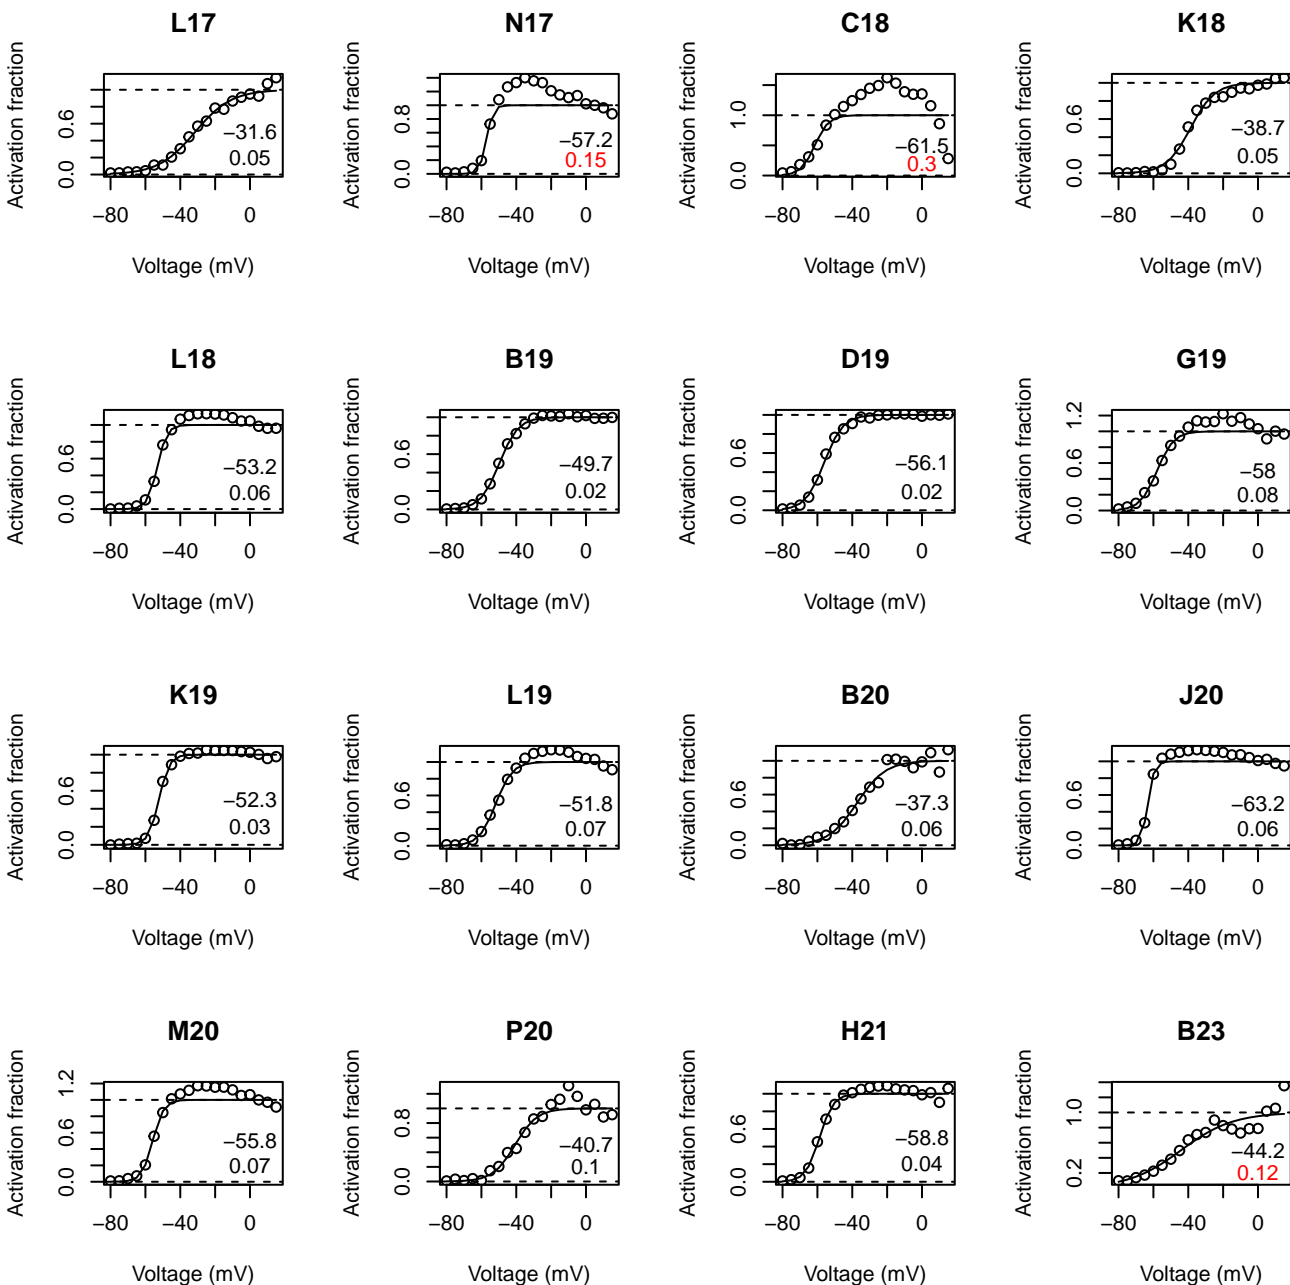 L17
N17
C18
K18
Activation fraction
0.0
0.6
−31.6
0.05
−80
−40
0
Voltage (mV)
Activation fraction
0.0
0.8
−57.2
0.15
−80
−40
0
Voltage (mV)
Activation fraction
0.0
1.0
−61.5
0.3
−80
−40
0
Voltage (mV)
Activation fraction
0.0
0.6
−38.7
0.05
−80
−40
0
Voltage (mV)
L18
B19
D19
G19
Activation fraction
0.0
0.6
−53.2
0.06
−80
−40
0
Voltage (mV)
Activation fraction
0.0
0.6
−49.7
0.02
−80
−40
0
Voltage (mV)
Activation fraction
0.0
0.6
−56.1
0.02
−80
−40
0
Voltage (mV)
Activation fraction
0.0
0.6
1.2
−58
0.08
−80
−40
0
Voltage (mV)
K19
L19
B20
J20
Activation fraction
0.0
0.6
−52.3
0.03
−80
−40
0
Voltage (mV)
Activation fraction
0.0
0.6
−51.8
0.07
−80
−40
0
Voltage (mV)
Activation fraction
0.0
0.6
−37.3
0.06
−80
−40
0
Voltage (mV)
Activation fraction
0.0
0.6
−63.2
0.06
−80
−40
0
Voltage (mV)
M20
P20
H21
B23
Activation fraction
0.0
0.6
1.2
−55.8
0.07
−80
−40
0
Voltage (mV)
Activation fraction
0.0
0.8
−40.7
0.1
−80
−40
0
Voltage (mV)
Activation fraction
0.0
0.6
−58.8
0.04
−80
−40
0
Voltage (mV)
Activation fraction
0.2
1.0
−44.2
0.12
−80
−40
0
Voltage (mV)